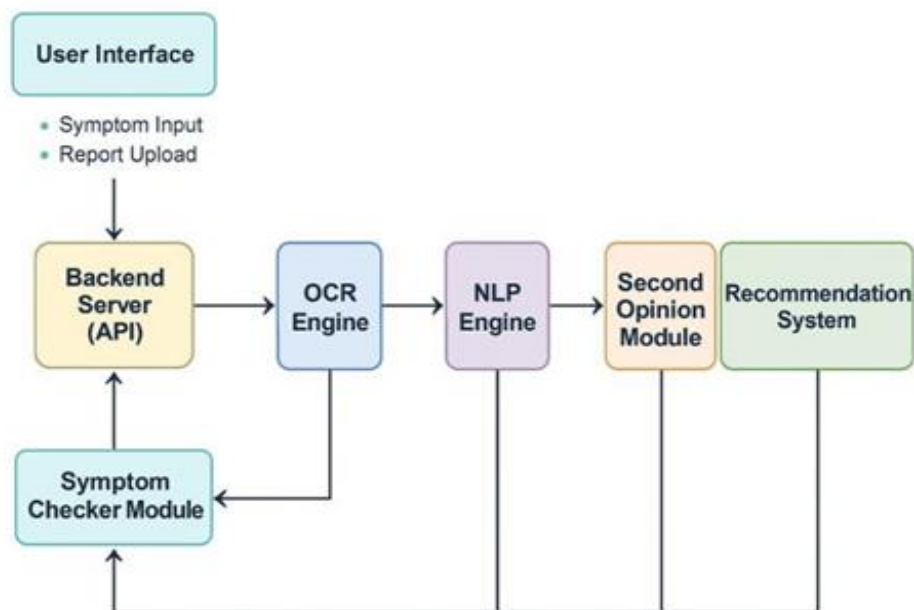 User Interface
• Symptom Input
• Report Upload
Backend
Server
(API)
OCR
Engine
NLP
Engine
Second
Opinion
Module
Recommendation
System
Symptom
Checker Module